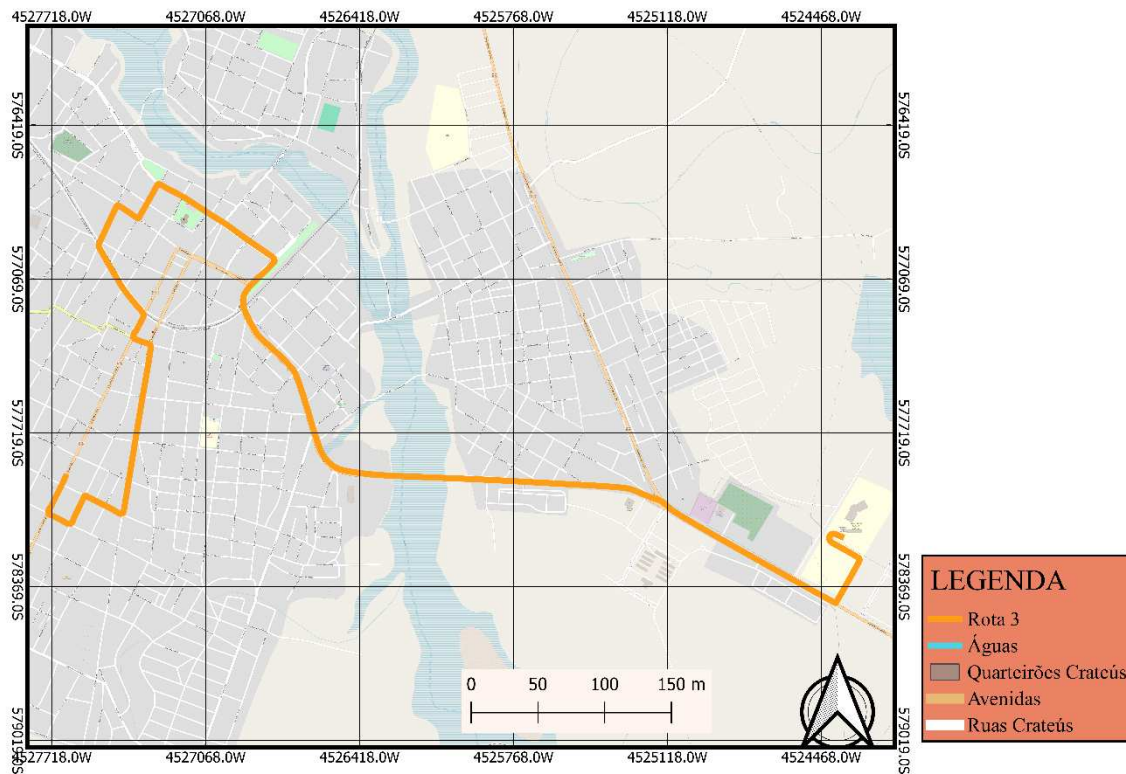 4527718.0W 4527068.0W 4526418.0W 4525768.0W 4525118.0W 4524468.0W
576419.0S 576419.0S
577069.0S 577069.0S
577719.0S 577719.0S
578369.0S 578369.0S
579019.0S 579019.0S
0 50 100 150 m
4527718.0W 4527068.0W 4526418.0W 4525768.0W 4525118.0W 4524468.0W
LEGENDA
Rota 3
Águas
Quarteirões Crateús
Avenidas
Ruas Crateús